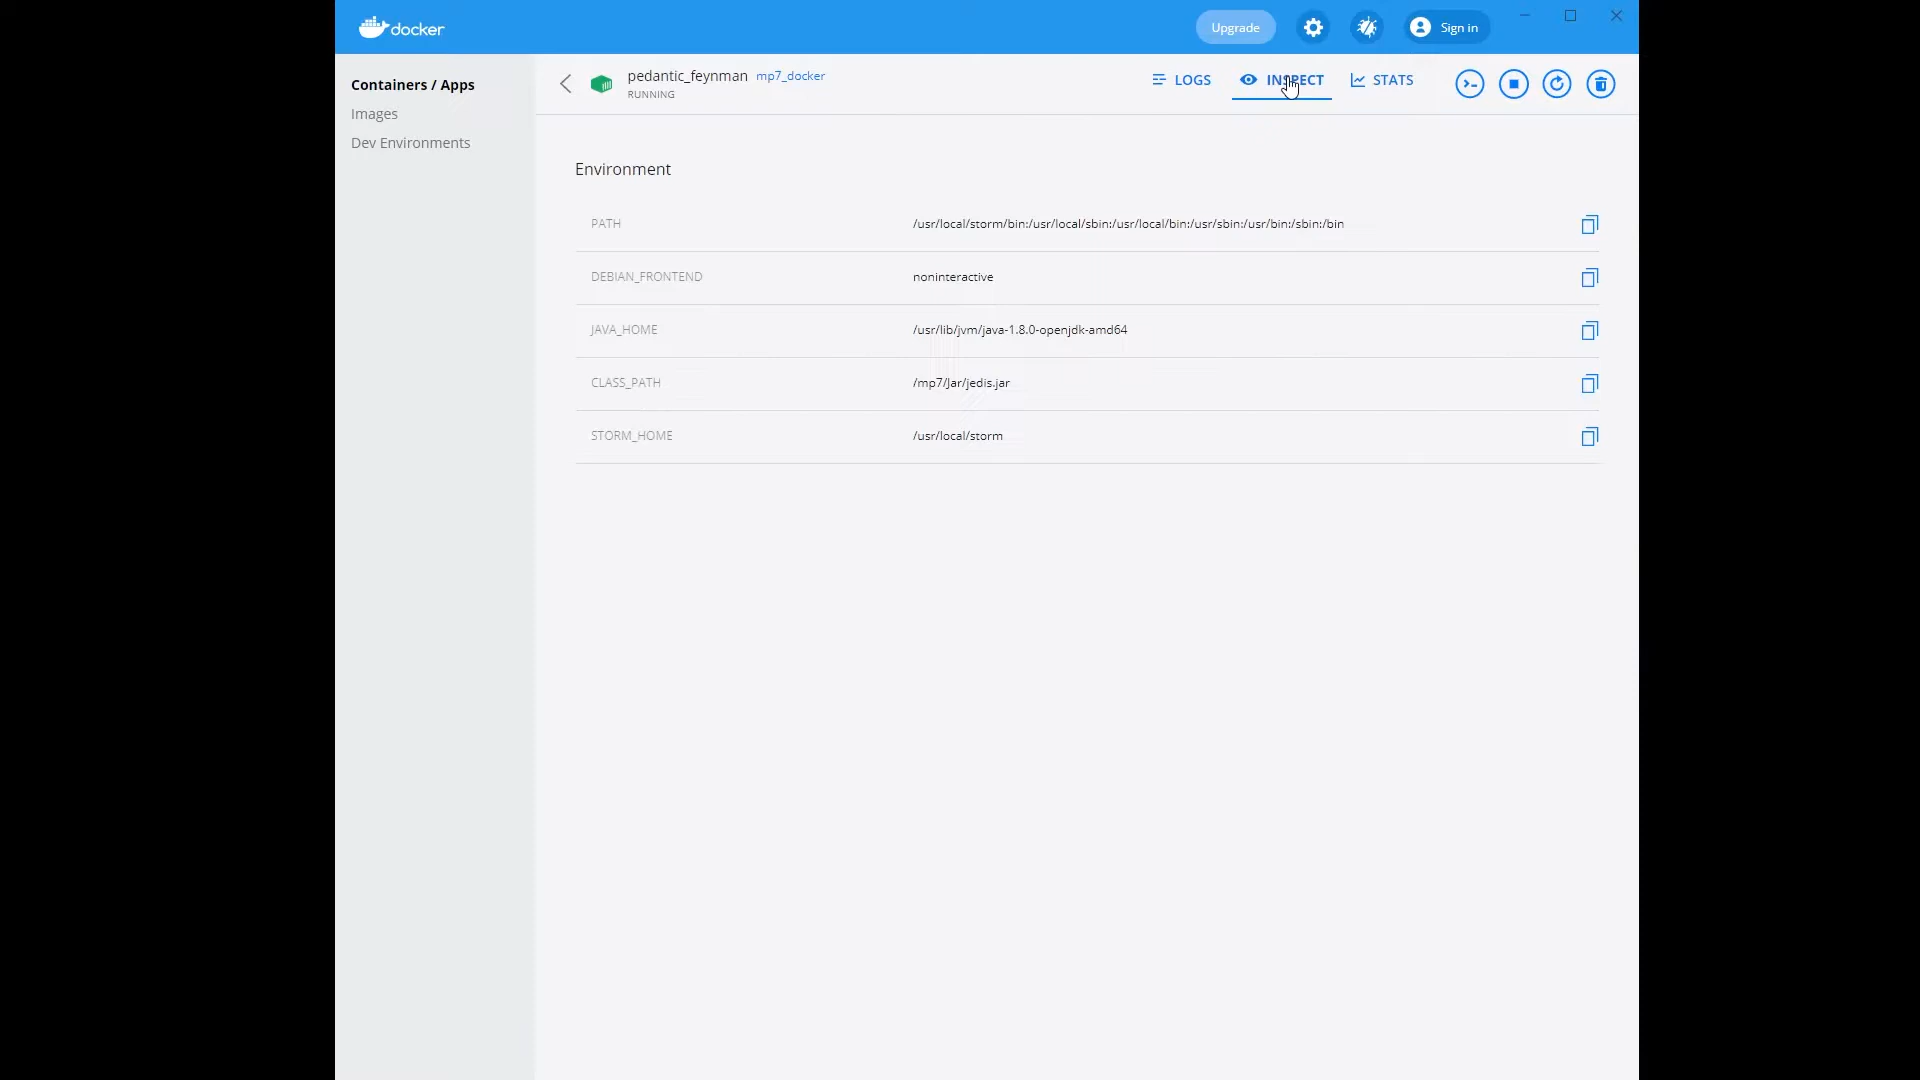 docker
Upgrade
Sign in
Containers / Apps
Images
Dev Environments
pedantic_feynman mp7_docker
RUNNING
LOGS
INSPECT
STATS
Environment
PATH /usr/local/storm/bin:/usr/local/sbin:/usr/local/bin:/usr/sbin:/usr/bin:/sbin:/bin
DEBIAN_FRONTEND noninteractive
JAVA_HOME /usr/lib/jvm/java-1.8.0-openjdk-amd64
CLASS_PATH /mp7/Jar/jedis.jar
STORM_HOME /usr/local/storm